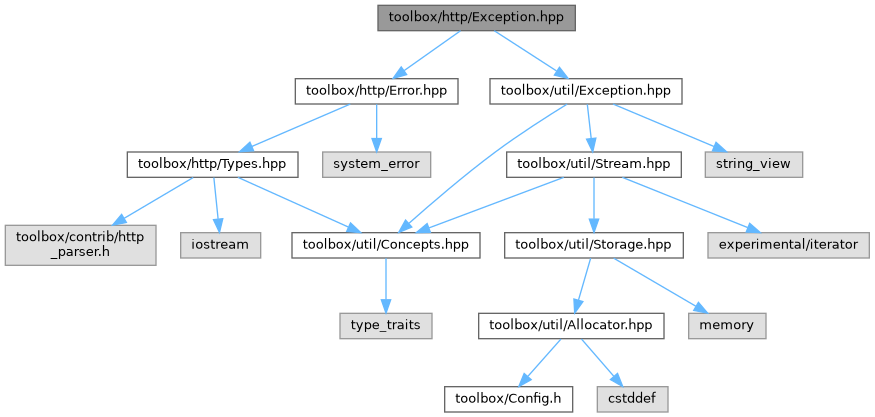 toolbox/http/Exception.hpp
toolbox/http/Error.hpp
toolbox/util/Exception.hpp
toolbox/http/Types.hpp
system_error
toolbox/util/Stream.hpp
string_view
toolbox/contrib/http
_parser.h
iostream
toolbox/util/Concepts.hpp
toolbox/util/Storage.hpp
experimental/iterator
type_traits
toolbox/util/Allocator.hpp
memory
toolbox/Config.h
cstddef